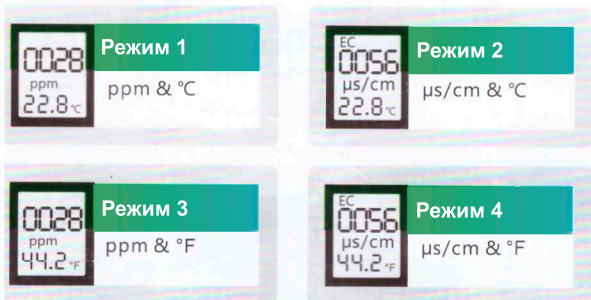 0028
ppm
22.8 °C
Режим 1
ppm & °C
EC
0056
µs/cm
22.8 °C
Режим 2
µs/cm & °C
0028
ppm
44.2 °F
Режим 3
ppm & °F
EC
0056
µs/cm
44.2 °F
Режим 4
µs/cm & °F